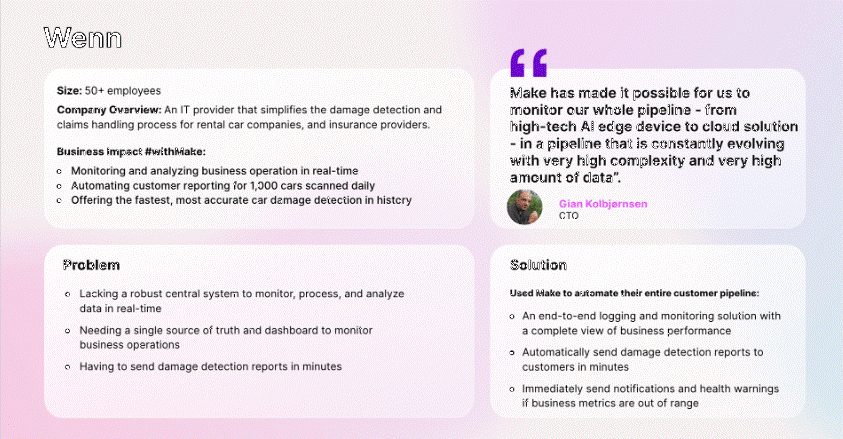 Wenn
Size: 50+ employees
Company Overview: An IT provider that simplifies the damage detection and
claims handling process for rental car companies, and insurance providers.
Business Impact #withMake:
Monitoring and analyzing business operation in real-time
Automating customer reporting for 1,000 cars scanned daily
Offering the fastest, most accurate car damage detection in history
“
Make has made it possible for us to
monitor our whole pipeline - from
high-tech AI edge device to cloud solution
- in a pipeline that is constantly evolving
with very high complexity and very high
amount of data”.
Gian Kolbjørnsen
CTO
Problem
Lacking a robust central system to monitor, process, and analyze
data in real-time
Needing a single source of truth and dashboard to monitor
business operations
Having to send damage detection reports in minutes
Solution
Used Make to automate their entire customer pipeline:
An end-to-end logging and monitoring solution with
a complete view of business performance
Automatically send damage detection reports to
customers in minutes
Immediately send notifications and health warnings
if business metrics are out of range